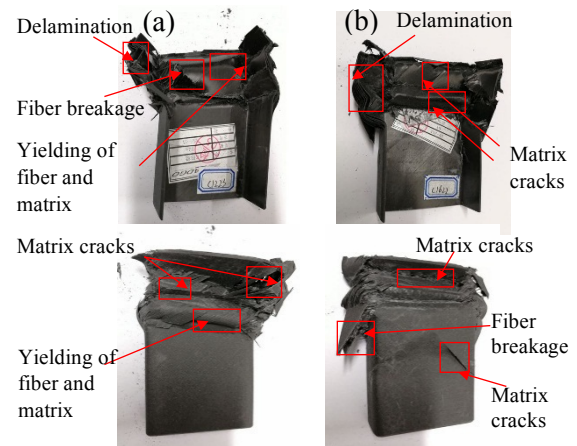 (a)
Delamination
Fiber breakage
Yielding of
fiber and
matrix
(b)
Delamination
Matrix
cracks
Matrix cracks
Yielding of
fiber and
matrix
Matrix cracks
Fiber
breakage
Matrix
cracks